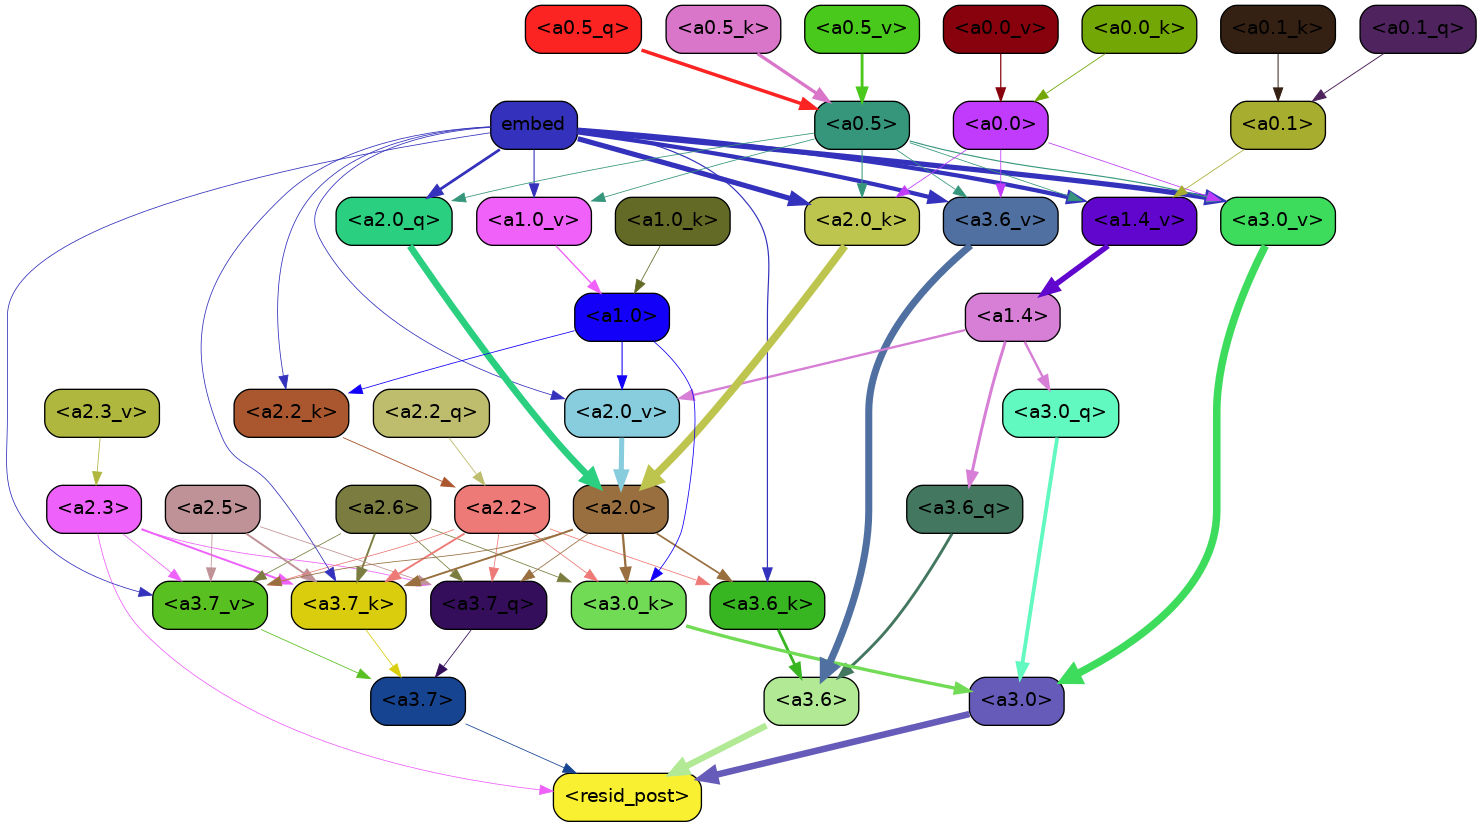 <a0.5_q> <a0.5_k> <a0.5_v> <a0.0_v> <a0.0_k> <a0.1_k> <a0.1_q>
embed <a0.5> <a0.0> <a0.1>
<a2.0_q> <a1.0_v> <a1.0_k> <a2.0_k> <a3.6_v> <a1.4_v> <a3.0_v>
<a1.0> <a1.4>
<a2.3_v> <a2.2_k> <a2.2_q> <a2.0_v> <a3.0_q>
<a2.3> <a2.5> <a2.6> <a2.2> <a2.0> <a3.6_q>
<a3.7_v> <a3.7_k> <a3.7_q> <a3.0_k> <a3.6_k>
<a3.7> <a3.6> <a3.0>
<resid_post>